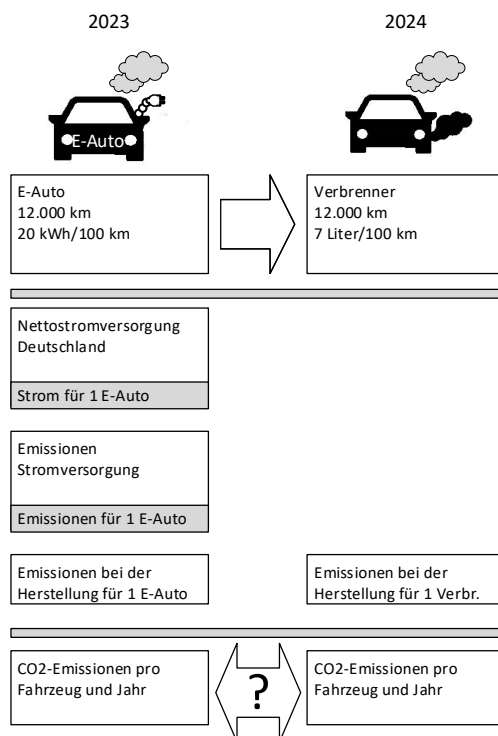 2023
2024
E-Auto
E-Auto
12.000 km
20 kWh/100 km
Verbrenner
12.000 km
7 Liter/100 km
Nettostromversorgung
Deutschland
Strom für 1 E-Auto
Emissionen
Stromversorgung
Emissionen für 1 E-Auto
Emissionen bei der
Herstellung für 1 E-Auto
Emissionen bei der
Herstellung für 1 Verbr.
CO2-Emissionen pro
Fahrzeug und Jahr
?
CO2-Emissionen pro
Fahrzeug und Jahr